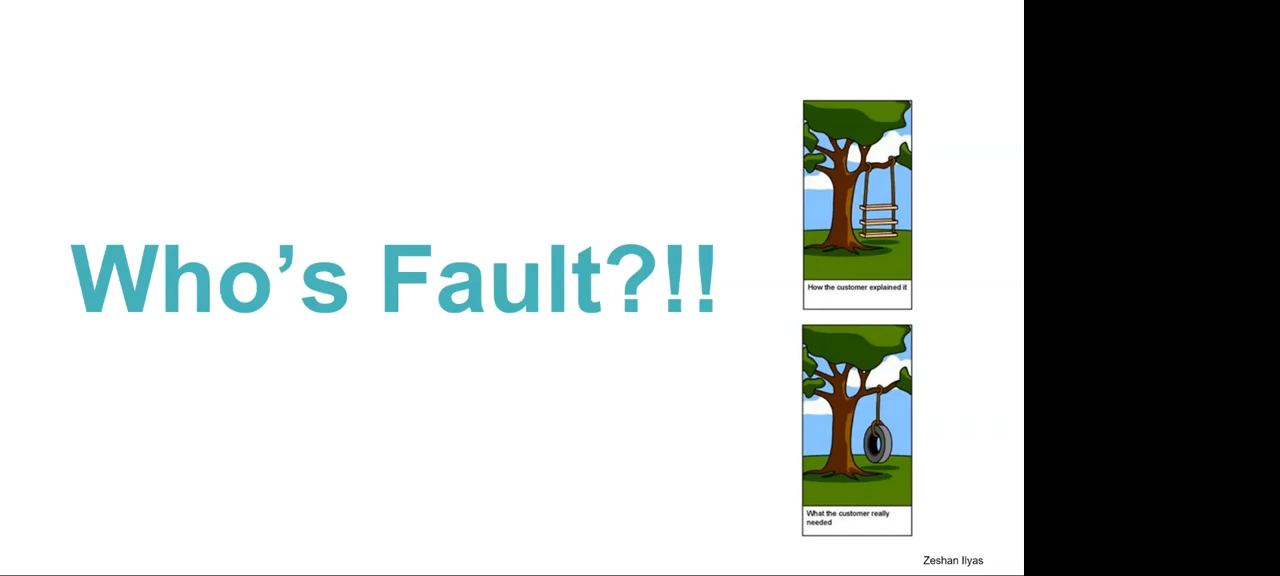 Who’s Fault?!!
How the customer explained it
What the customer really
needed
Zeshan Ilyas